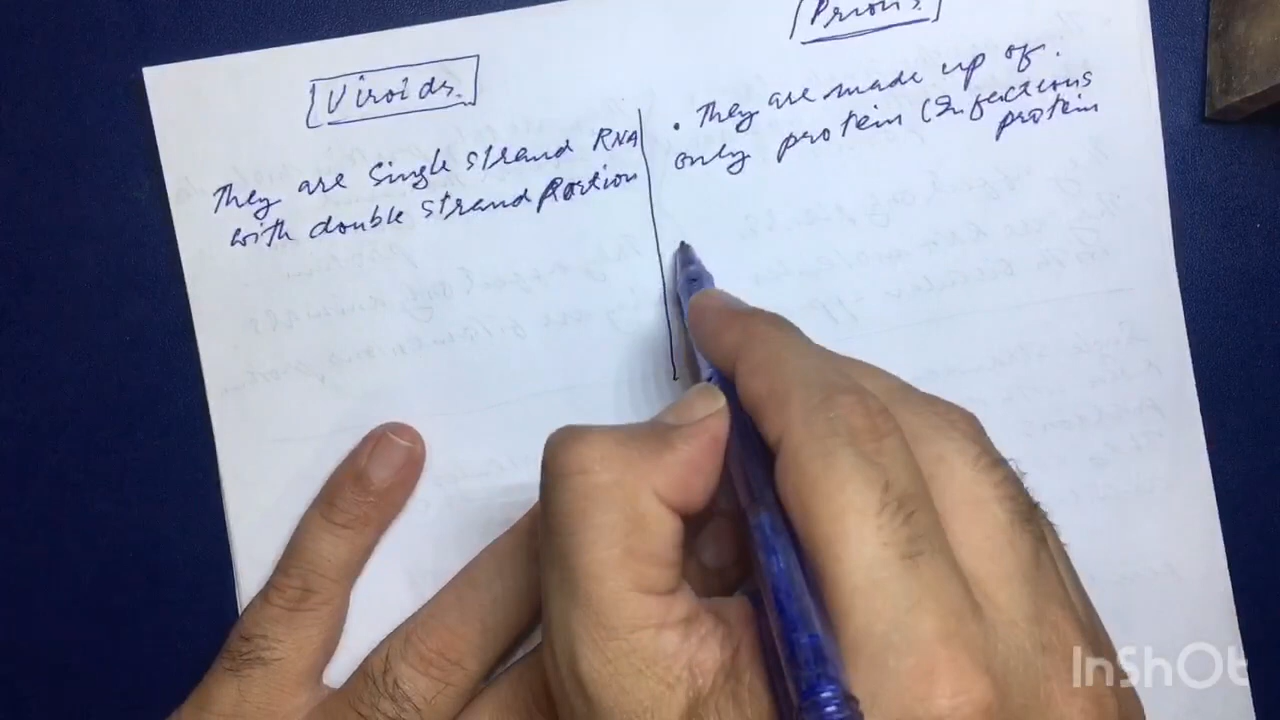 Viroids
They are single strand RNA
with double strand portion
Prions
. They are made up of.
only protein (Infectious
protein
InShOt